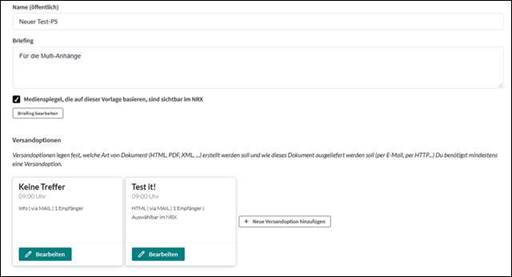 Name (öffentlich)
Neuer Test-PS
Briefing
Für die Multi-Anhänge
Medienspiegel, die auf dieser Vorlage basieren, sind sichtbar im NRX
Briefing bearbeiten
Versandoptionen
Versandoptionen legen fest, welche Art von Dokument (HTML, PDF, XML, ...) erstellt werden soll und wie dieses Dokument ausgeliefert werden soll (per E-Mail, per HTTP...) Du benötigst mindestens
eine Versandoption.
Keine Treffer
09:00 Uhr
Info | via MAIL | 1 Empfänger
Bearbeiten
Test it!
09:00 Uhr
HTML | via MAIL | 1 Empfänger |
Auswählbar im NRX
Bearbeiten
+ Neue Versandoption hinzufügen